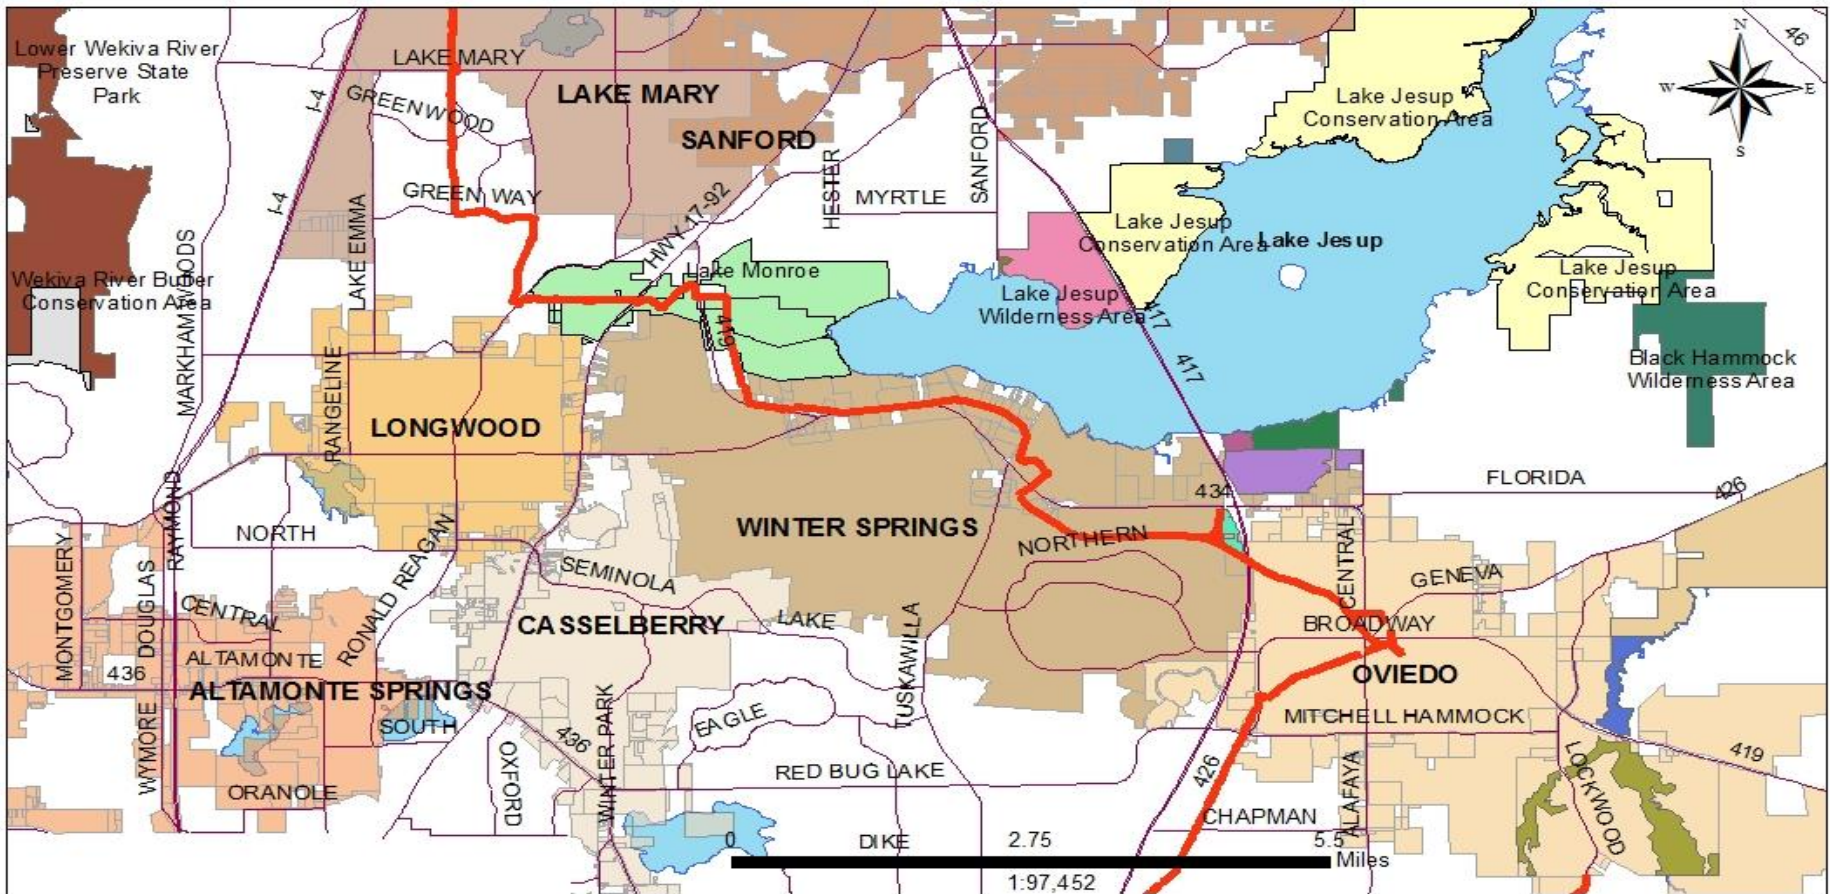 N
46
Lower Wekiva River
Preserve State
Park
LAKE MARY
W
E
I-4
GREENWOOD
LAKE MARY
Lake Jesup
Conservation Area
SANFORD
SANFORD
S
HESTER
GREEN WAY
HWY 17-92
MYRTLE
I-4
LAKE EMMA
Lake Jesup
Conservation Area
Lake Jesup
MARKHAM WOODS
Wekiva River Buffer
Conservation Area
Lake Monroe
Lake Jesup
Conservation Area
Lake Jesup
Wilderness Area
417
419
417
Black Hammock
Wilderness Area
RANGELINE
LONGWOOD
FLORIDA
426
434
RAYMOND
NORTH
WINTER SPRINGS
NORTHERN
CENTRAL
MONTGOMERY
RONALD REAGAN
SEMINOLA
GENEVA
DOUGLAS
CENTRAL
CASSELBERRY
LAKE
BROADWAY
TUSKAWILLA
436
ALTAMONTE
OVIEDO
ALTAMONTE SPRINGS
SOUTH
EAGLE
MITCHELL HAMMOCK
WYMORE
OXFORD
436
WINTER PARK
RED BUG LAKE
426
419
LOCKWOOD
ORANOLE
ALAFAYA
CHAPMAN
0
DIKE
2.75
5.5
Miles
1:97,452